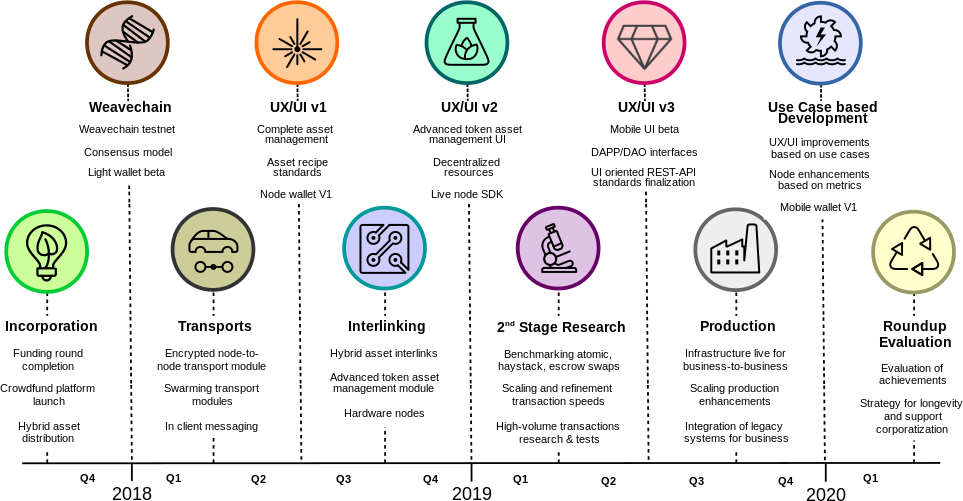 Weavechain
Weavechain testnet
Consensus model
Light wallet beta
UX/UI v1
Complete asset
management
Asset recipe
standards
Node wallet V1
UX/UI v2
Advanced token asset
management UI
Decentralized
resources
Live node SDK
UX/UI v3
Mobile UI beta
DAPP/DAO interfaces
UI oriented REST-API
standards finalization
Use Case based
Development
UX/UI improvements
based on use cases
Node enhancements
based on metrics
Mobile wallet V1
Incorporation
Funding round
completion
Crowdfund platform
launch
Hybrid asset
distribution
Transports
Encrypted node-to-
node transport module
Swarming transport
modules
In client messaging
Interlinking
Hybrid asset interlinks
Advanced token asset
management module
Hardware nodes
2nd Stage Research
Benchmarking atomic,
haystack, escrow swaps
Scaling and refinement
transaction speeds
High-volume transactions
research & tests
Production
Infrastructure live for
business-to-business
Scaling production
enhancements
Integration of legacy
systems for business
Roundup
Evaluation
Evaluation of
achievements
Strategy for longevity
and support
corporatization
Q4 Q1 Q2 Q3 Q4 Q1 Q2 Q3 Q4 Q1
2018 2019 2020